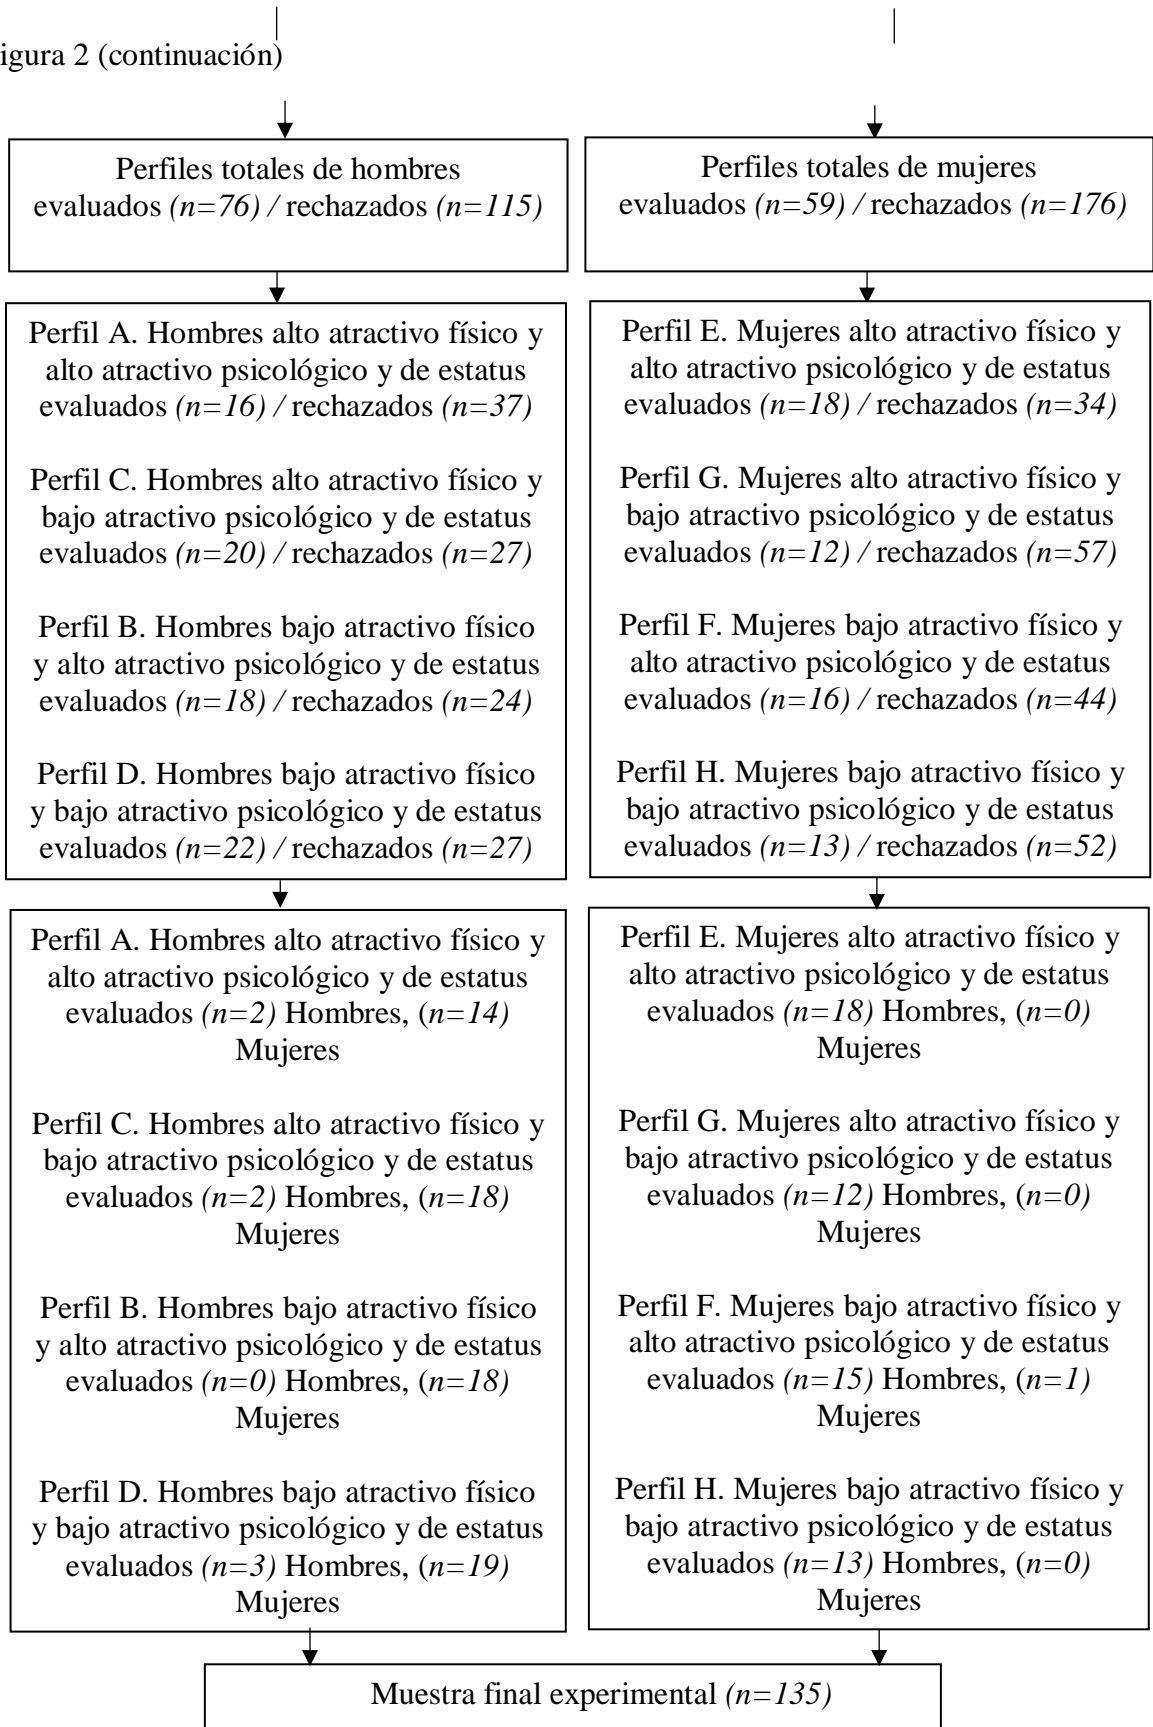 igura 2 (continuación)
Perfiles totales de hombres
evaluados (n=76) / rechazados (n=115)
Perfiles totales de mujeres
evaluados (n=59) / rechazados (n=176)
Perfil A. Hombres alto atractivo físico y
alto atractivo psicológico y de estatus
evaluados (n=16) / rechazados (n=37)
Perfil C. Hombres alto atractivo físico y
bajo atractivo psicológico y de estatus
evaluados (n=20) / rechazados (n=27)
Perfil B. Hombres bajo atractivo físico
y alto atractivo psicológico y de estatus
evaluados (n=18) / rechazados (n=24)
Perfil D. Hombres bajo atractivo físico
y bajo atractivo psicológico y de estatus
evaluados (n=22) / rechazados (n=27)
Perfil E. Mujeres alto atractivo físico y
alto atractivo psicológico y de estatus
evaluados (n=18) / rechazados (n=34)
Perfil G. Mujeres alto atractivo físico y
bajo atractivo psicológico y de estatus
evaluados (n=12) / rechazados (n=57)
Perfil F. Mujeres bajo atractivo físico y
alto atractivo psicológico y de estatus
evaluados (n=16) / rechazados (n=44)
Perfil H. Mujeres bajo atractivo físico y
bajo atractivo psicológico y de estatus
evaluados (n=13) / rechazados (n=52)
Perfil A. Hombres alto atractivo físico y
alto atractivo psicológico y de estatus
evaluados (n=2) Hombres, (n=14)
Mujeres
Perfil C. Hombres alto atractivo físico y
bajo atractivo psicológico y de estatus
evaluados (n=2) Hombres, (n=18)
Mujeres
Perfil B. Hombres bajo atractivo físico
y alto atractivo psicológico y de estatus
evaluados (n=0) Hombres, (n=18)
Mujeres
Perfil D. Hombres bajo atractivo físico
y bajo atractivo psicológico y de estatus
evaluados (n=3) Hombres, (n=19)
Mujeres
Perfil E. Mujeres alto atractivo físico y
alto atractivo psicológico y de estatus
evaluados (n=18) Hombres, (n=0)
Mujeres
Perfil G. Mujeres alto atractivo físico y
bajo atractivo psicológico y de estatus
evaluados (n=12) Hombres, (n=0)
Mujeres
Perfil F. Mujeres bajo atractivo físico y
alto atractivo psicológico y de estatus
evaluados (n=15) Hombres, (n=1)
Mujeres
Perfil H. Mujeres bajo atractivo físico y
bajo atractivo psicológico y de estatus
evaluados (n=13) Hombres, (n=0)
Mujeres
Muestra final experimental (n=135)